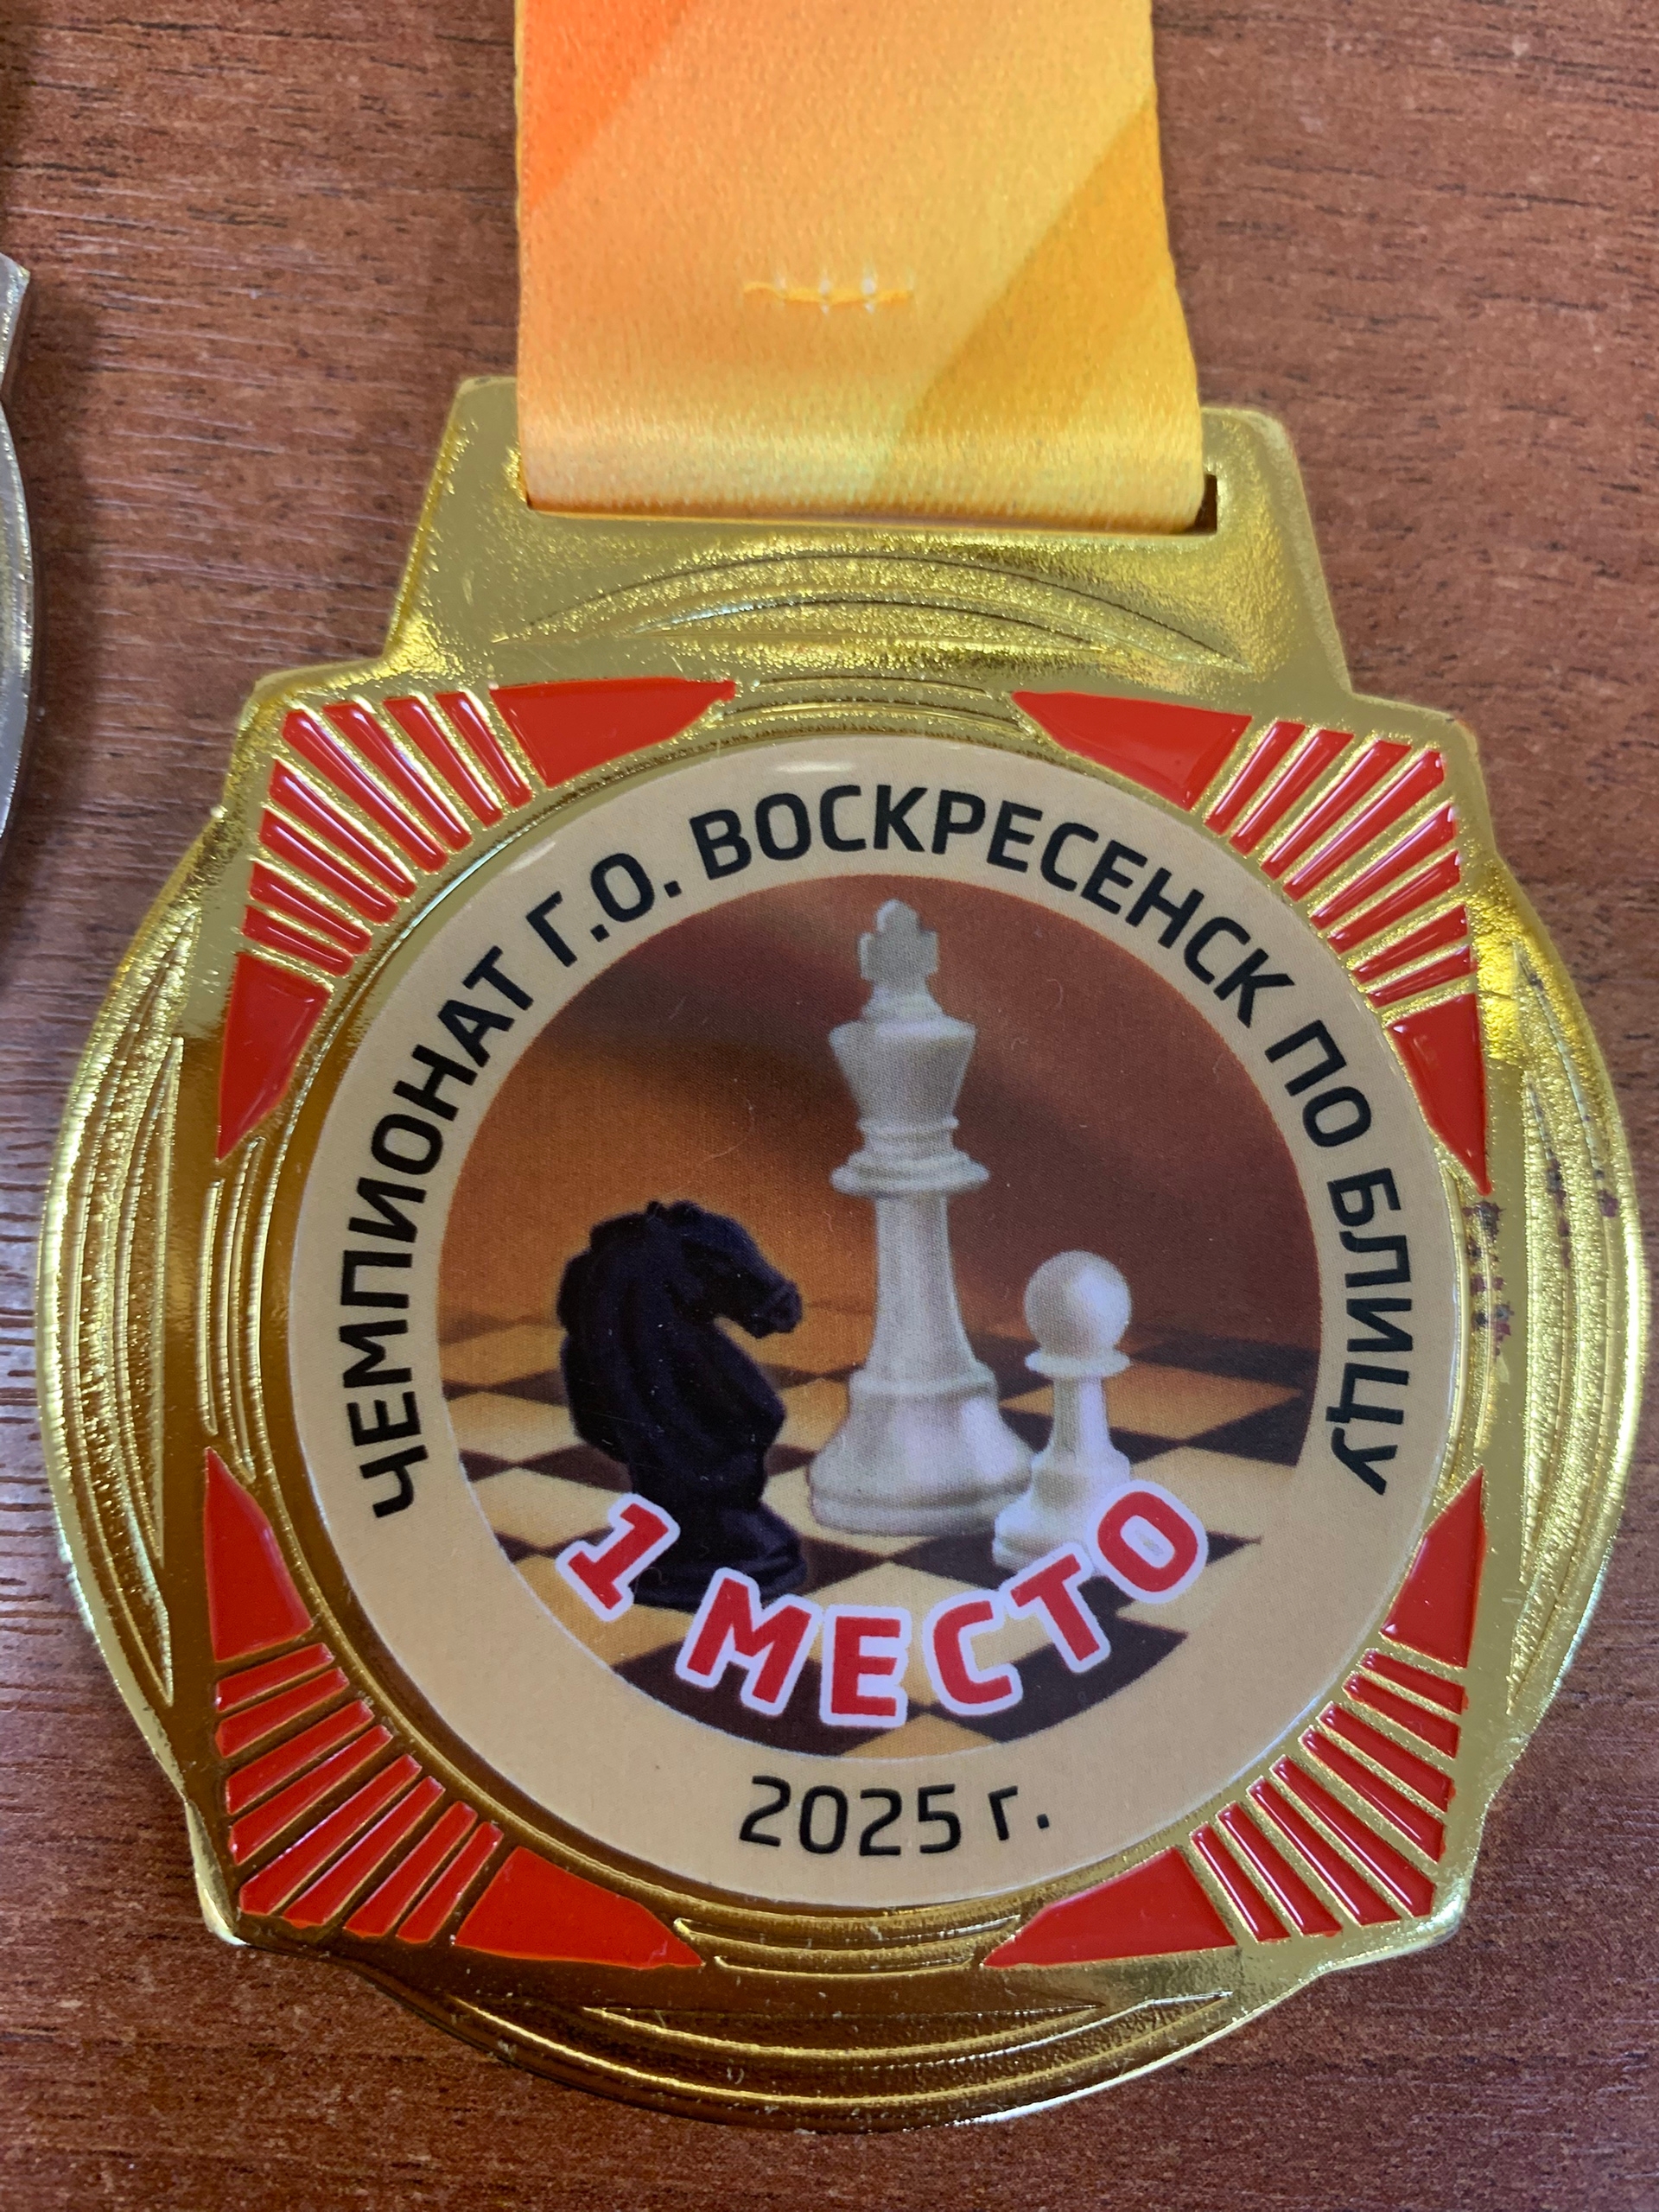 ЧЕМПИОНАТ Г.О. ВОСКРЕСЕНСК ПО БЛИЦУ
1 МЕСТО
2025 г.